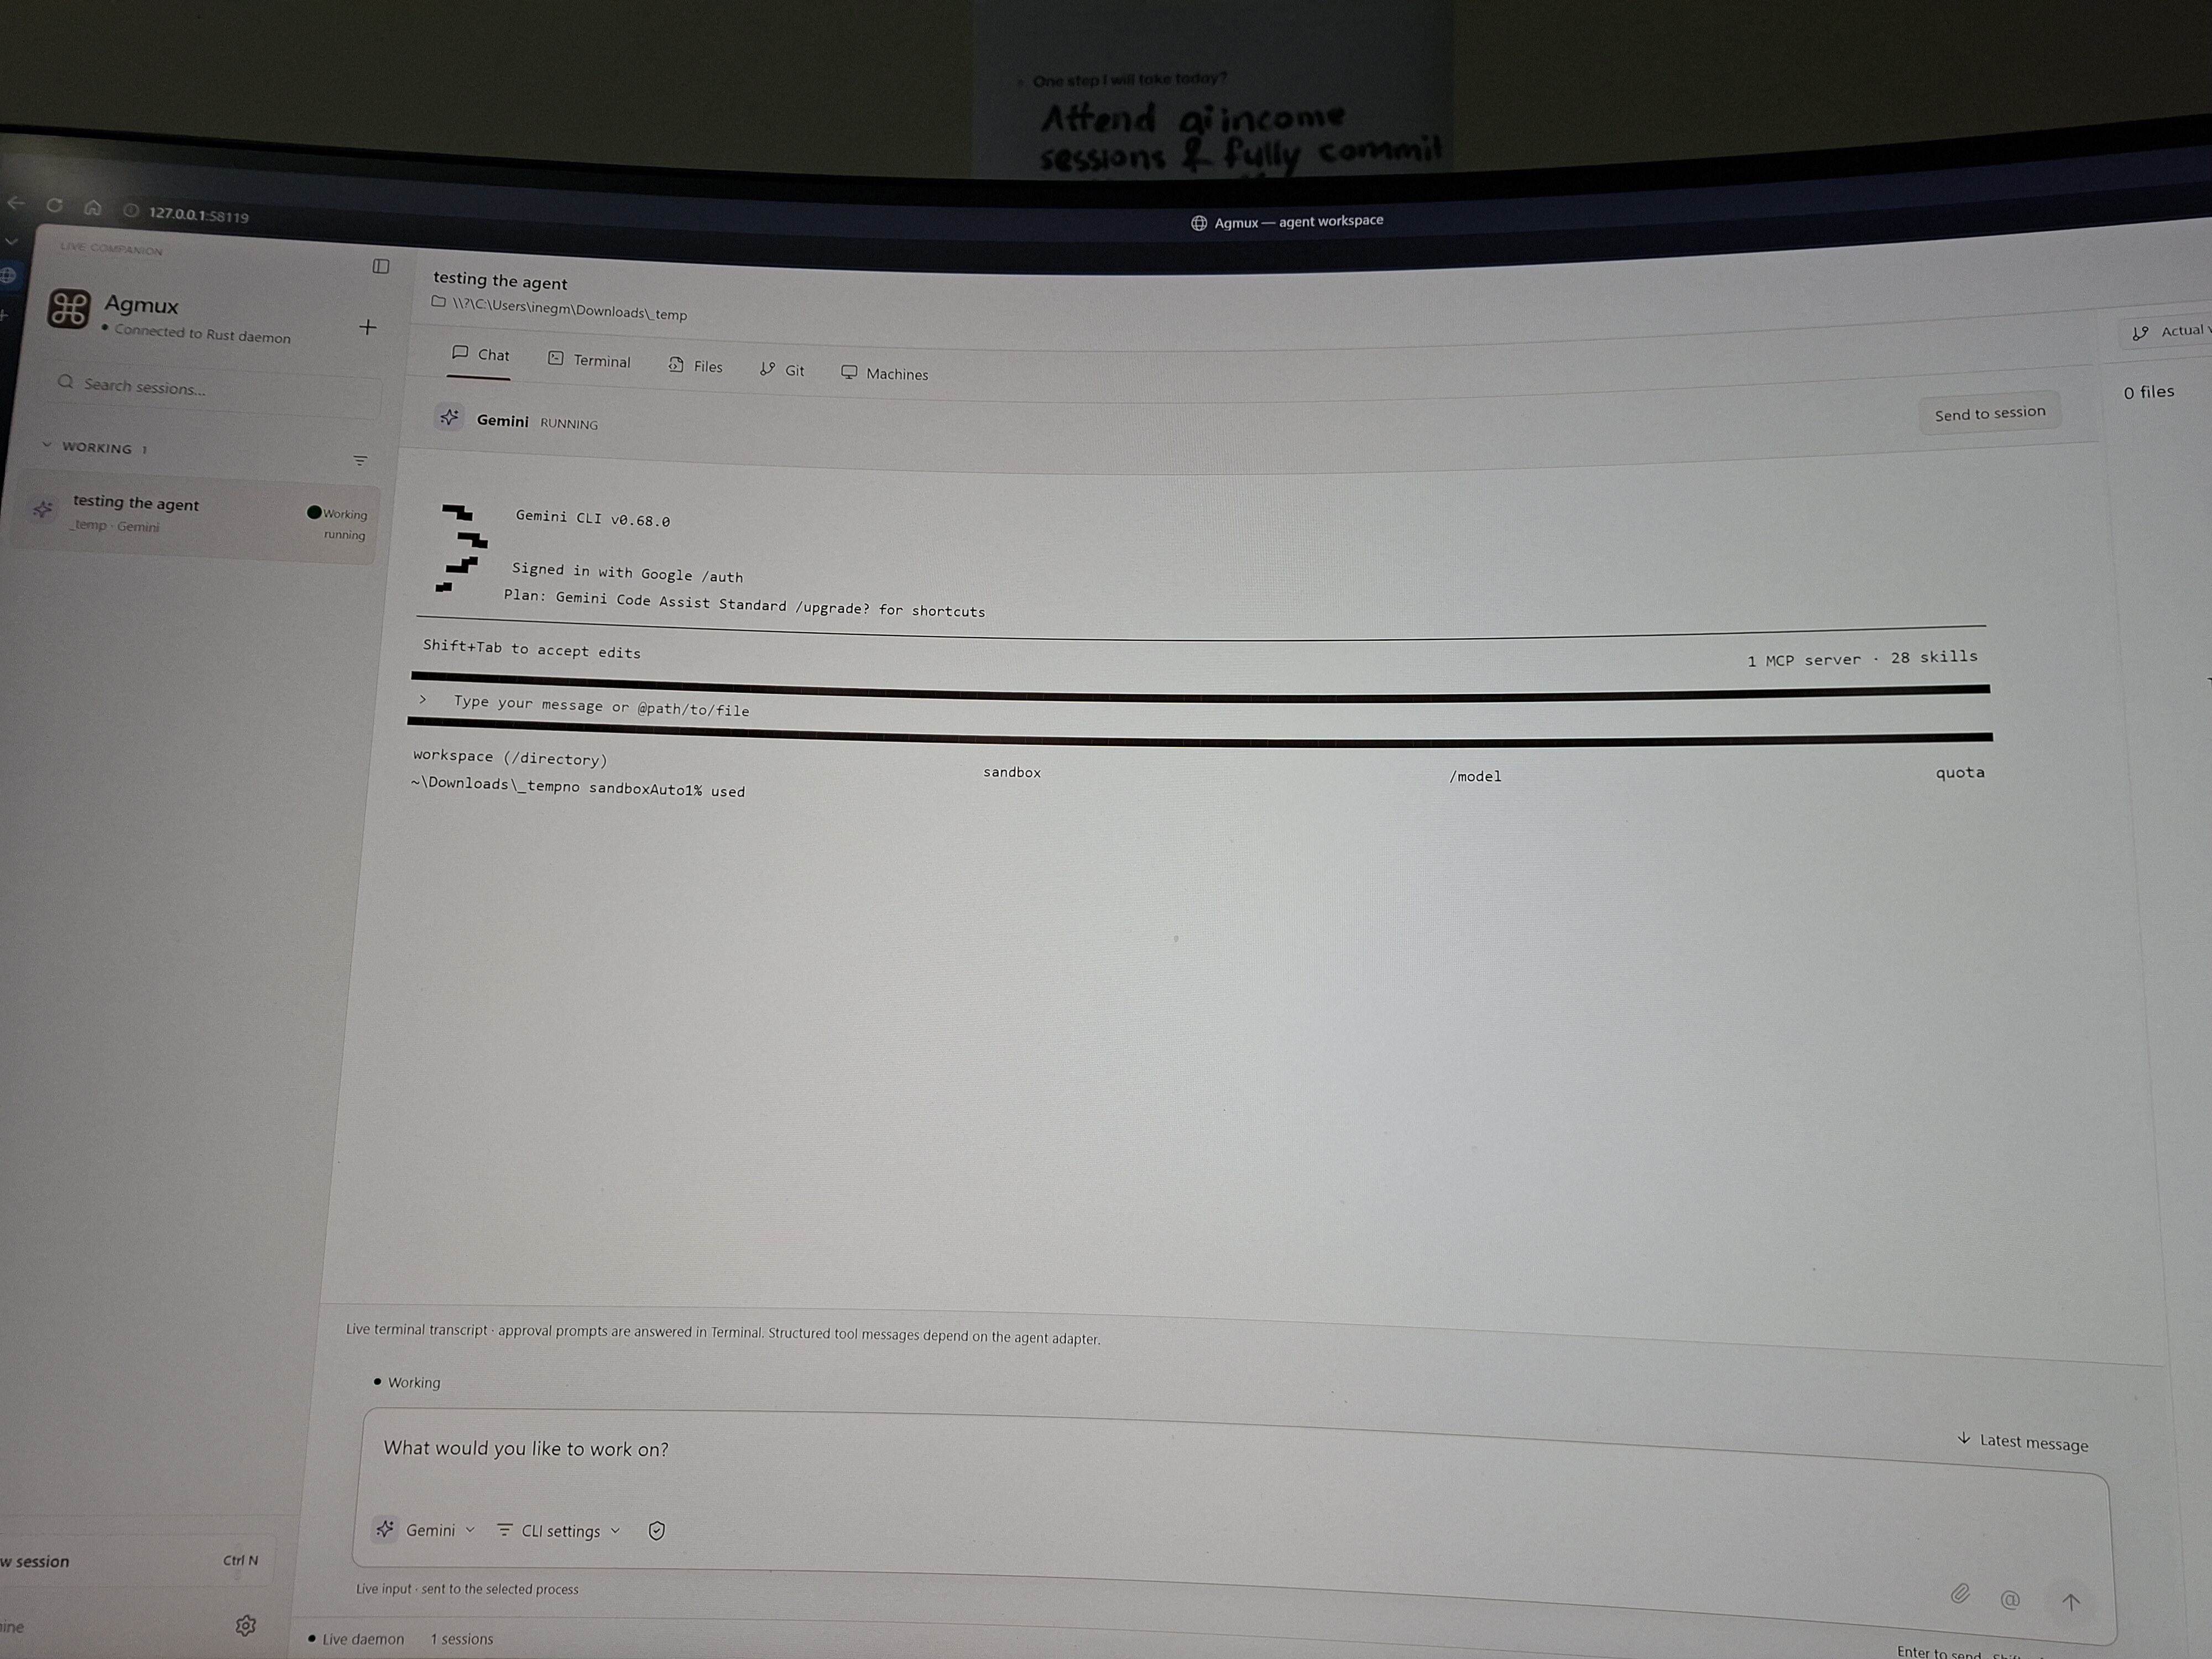 One step I will take today?
Attend ai income
sessions & fully commit
127.0.0.1:58119
Agmux — agent workspace
LIVE COMPANION
Agmux
Connected to Rust daemon
Search sessions...
WORKING 1
testing the agent
_temp · Gemini
Working
running
testing the agent
\\?\C:\Users\inegm\Downloads\_temp
Chat
Terminal
Files
Git
Machines
Actual
0 files
Gemini RUNNING
Send to session
Gemini CLI v0.68.0
Signed in with Google /auth
Plan: Gemini Code Assist Standard /upgrade? for shortcuts
Shift+Tab to accept edits
1 MCP server · 28 skills
> Type your message or @path/to/file
workspace (/directory)
sandbox
/model
quota
~\Downloads\_tempno sandboxAuto1% used
Live terminal transcript · approval prompts are answered in Terminal. Structured tool messages depend on the agent adapter.
Working
Latest message
What would you like to work on?
Gemini
CLI settings
Live input · sent to the selected process
w session
Ctrl N
Live daemon
1 sessions
Enter to send